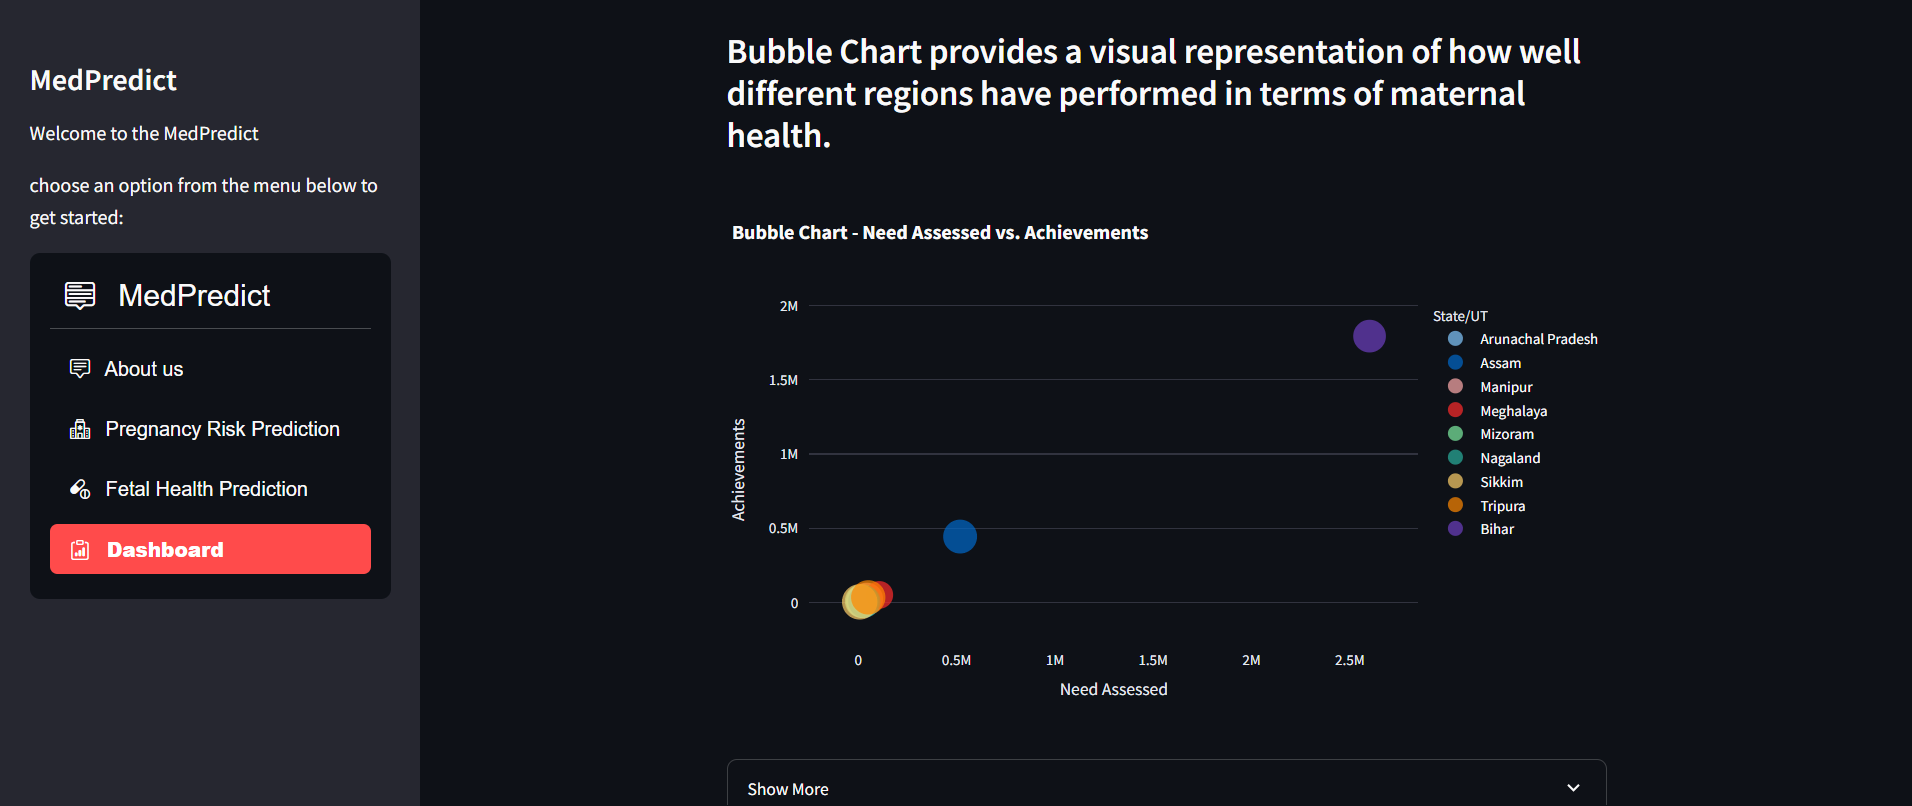 MedPredict
Welcome to the MedPredict
choose an option from the menu below to
get started:
MedPredict
About us
Pregnancy Risk Prediction
Fetal Health Prediction
Dashboard
Bubble Chart provides a visual representation of how well
different regions have performed in terms of maternal
health.
Bubble Chart - Need Assessed vs. Achievements
2M
1.5M
1M
0.5M
0
Achievements
0
0.5M
1M
1.5M
2M
2.5M
Need Assessed
State/UT
Arunachal Pradesh
Assam
Manipur
Meghalaya
Mizoram
Nagaland
Sikkim
Tripura
Bihar
Show More